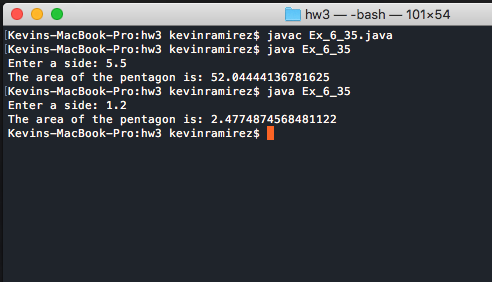 hw3 — -bash — 101×54
[Kevins-MacBook-Pro:hw3 kevinramirez$ javac Ex_6_35.java
[Kevins-MacBook-Pro:hw3 kevinramirez$ java Ex_6_35
Enter a side: 5.5
The area of the pentagon is: 52.04444136781625
[Kevins-MacBook-Pro:hw3 kevinramirez$ java Ex_6_35
Enter a side: 1.2
The area of the pentagon is: 2.4774874568481122
Kevins-MacBook-Pro:hw3 kevinramirez$